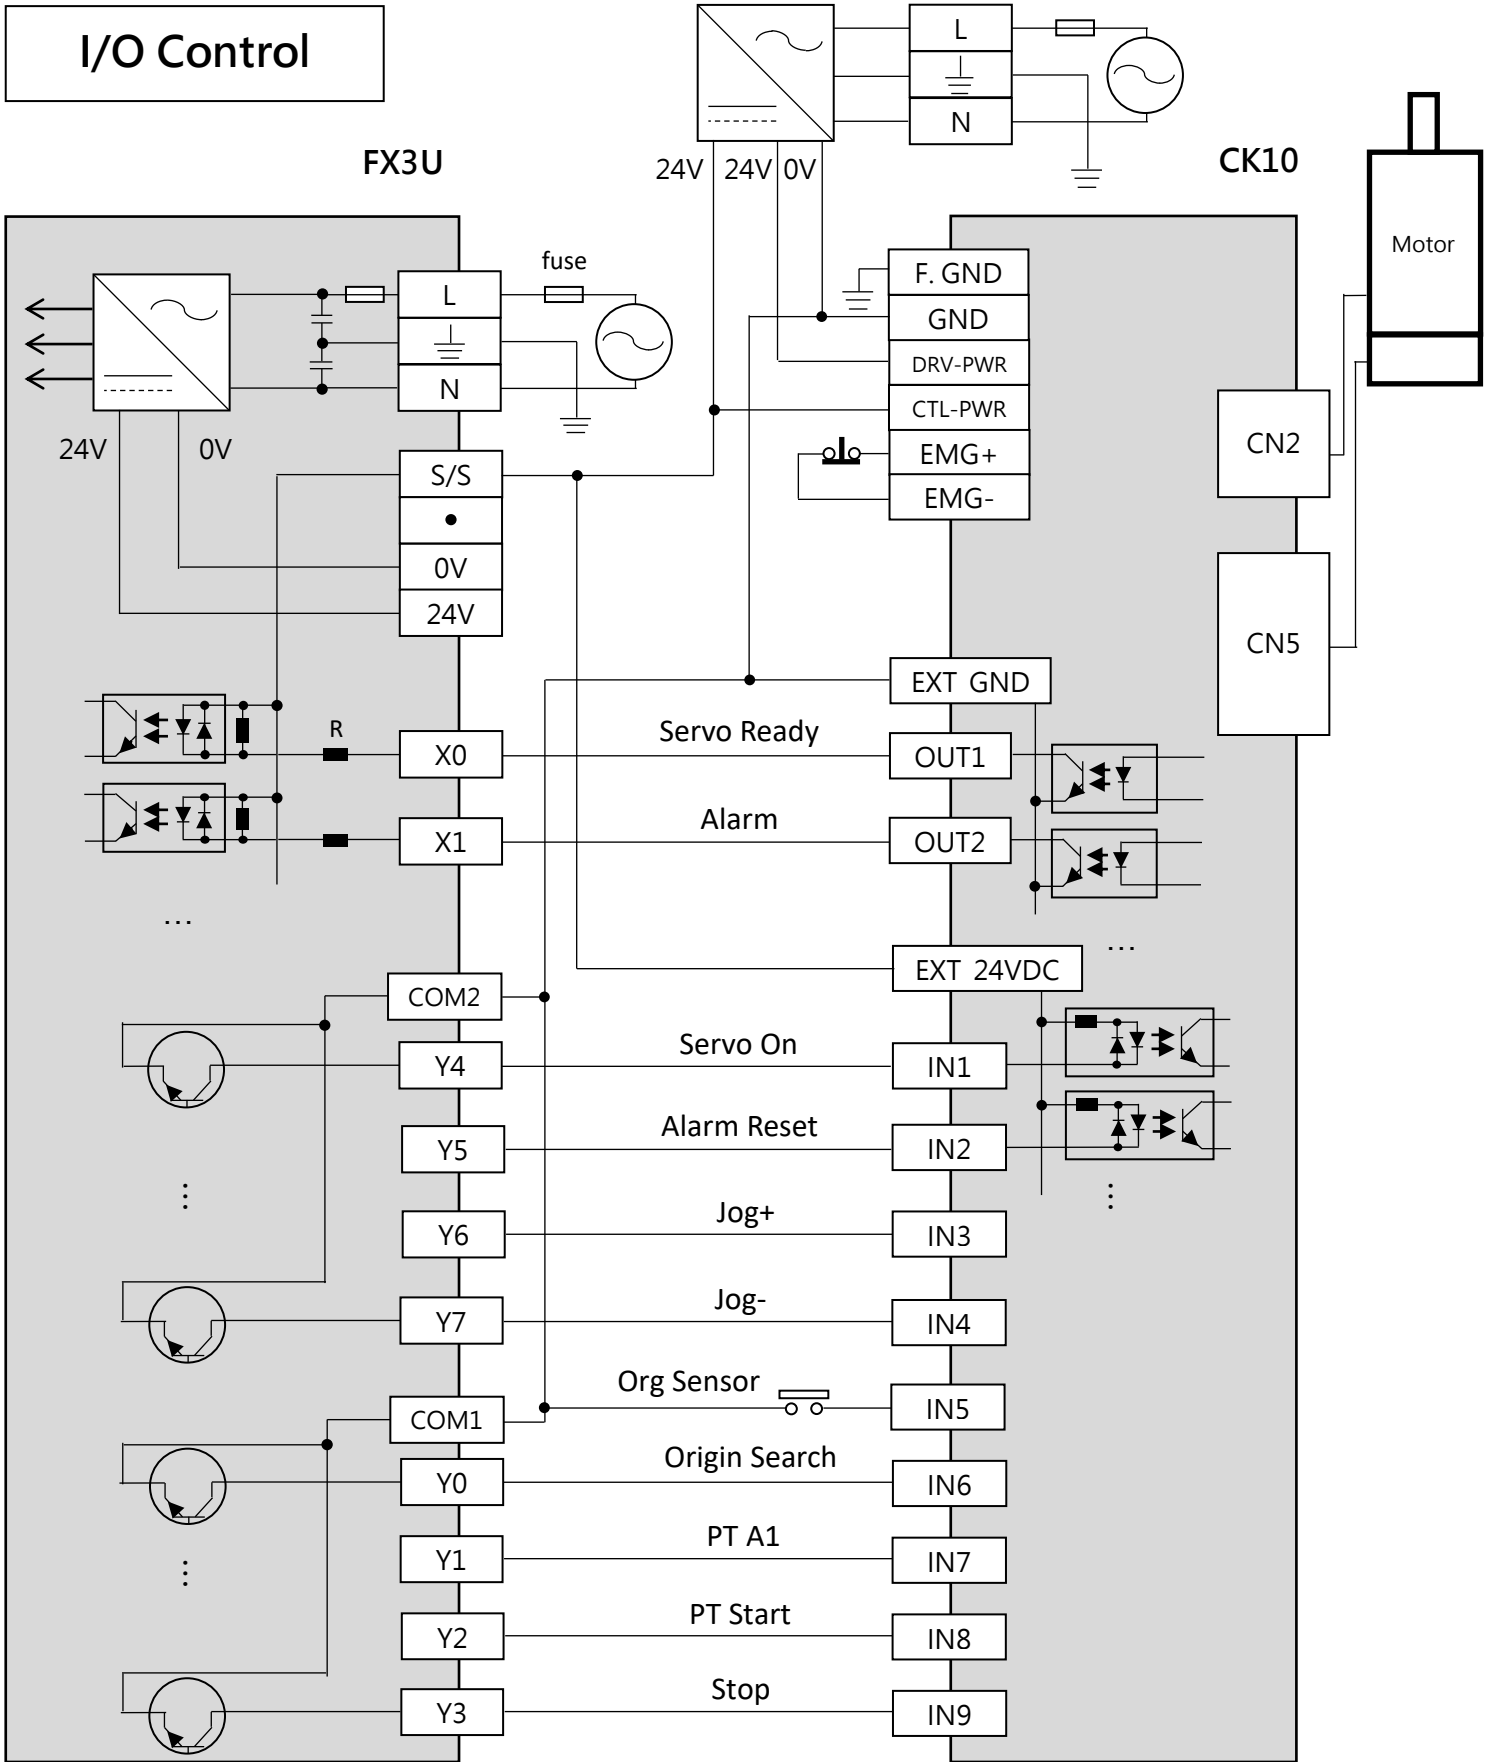 I/O Control
L
N
24V 24V 0V
FX3U
CK10
Motor
fuse
L
N
24V 0V
F. GND
GND
DRV-PWR
CTL-PWR
EMG+
EMG-
CN2
CN5
S/S
0V
24V
EXT GND
R
X0 Servo Ready OUT1
X1 Alarm OUT2
...
...
EXT 24VDC
COM2
Y4 Servo On IN1
Y5 Alarm Reset IN2
...
...
Y6 Jog+ IN3
Y7 Jog- IN4
COM1 Org Sensor IN5
Y0 Origin Search IN6
Y1 PT A1 IN7
...
Y2 PT Start IN8
Y3 Stop IN9